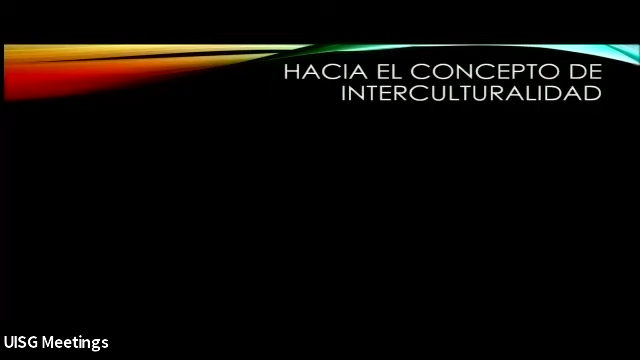 HACIA EL CONCEPTO DE
INTERCULTURALIDAD
UISG Meetings